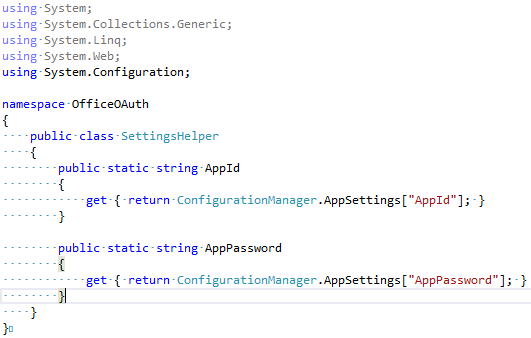 using System;
using System.Collections.Generic;
using System.Linq;
using System.Web;
using System.Configuration;

namespace OfficeOAuth
{
    public class SettingsHelper
    {
        public static string AppId
        {
            get { return ConfigurationManager.AppSettings["AppId"]; }
        }

        public static string AppPassword
        {
            get { return ConfigurationManager.AppSettings["AppPassword"]; }
        }
    }
}